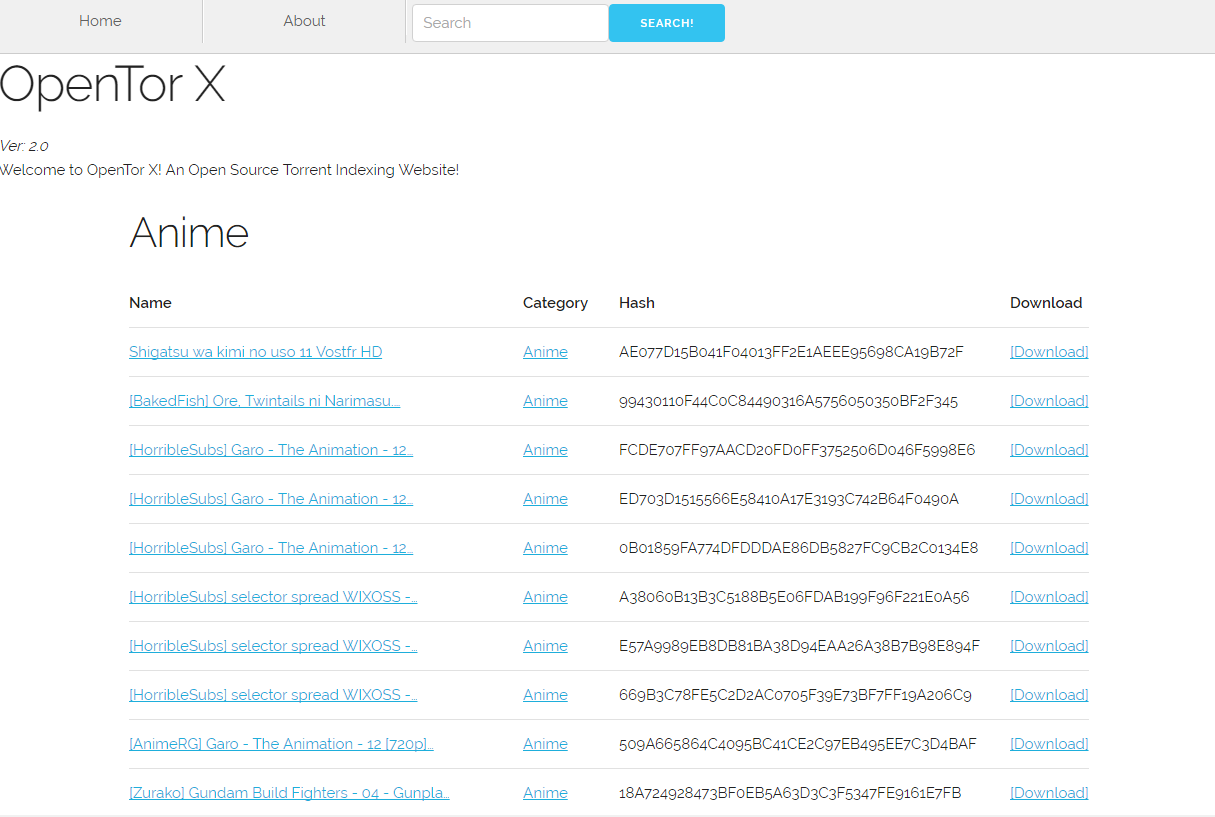 Home About Search SEARCH!
OpenTor X
Ver: 2.0
Welcome to OpenTor X! An Open Source Torrent Indexing Website!
Anime
Name Category Hash Download
Shigatsu wa kimi no uso 11 Vostfr HD Anime AE077D15B041F04013FF2E1AEEE95698CA19B72F [Download]
[BakedFish] Ore, Twintails ni Narimasu.... Anime 99430110F44C0C84490316A5756050350BF2F345 [Download]
[HorribleSubs] Garo - The Animation - 12... Anime FCDE707FF97AACD20FD0FF3752506D046F5998E6 [Download]
[HorribleSubs] Garo - The Animation - 12... Anime ED703D1515566E58410A17E3193C742B64F0490A [Download]
[HorribleSubs] Garo - The Animation - 12... Anime 0B01859FA774DFDDDAE86DB5827FC9CB2C0134E8 [Download]
[HorribleSubs] selector spread WIXOSS -... Anime A38060B13B3C5188B5E06FDAB199F96F221E0A56 [Download]
[HorribleSubs] selector spread WIXOSS -... Anime E57A9989EB8DB81BA38D94EAA26A38B7B98E894F [Download]
[HorribleSubs] selector spread WIXOSS -... Anime 669B3C78FE5C2D2AC0705F39E73BF7FF19A206C9 [Download]
[AnimeRG] Garo - The Animation - 12 [720p]... Anime 509A665864C4095BC41CE2C97EB495EE7C3D4BAF [Download]
[Zurako] Gundam Build Fighters - 04 - Gunpla... Anime 18A724928473BF0EB5A63D3C3F5347FE9161E7FB [Download]